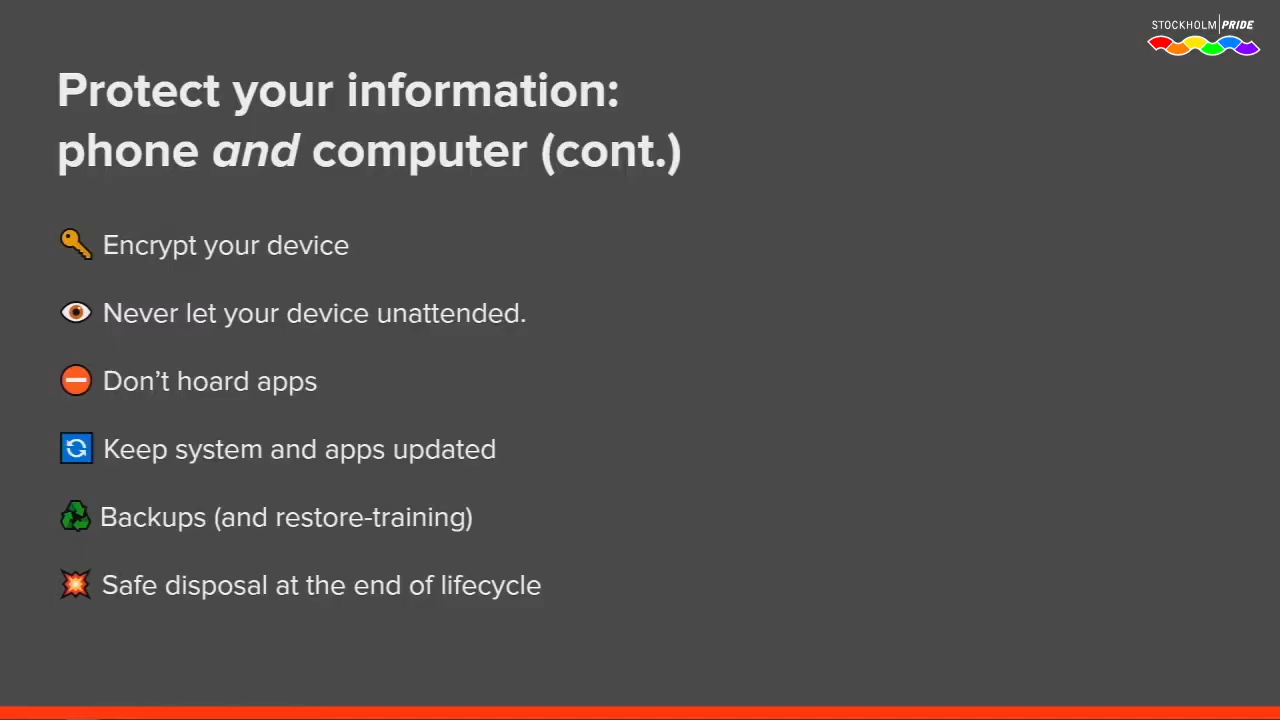 STOCKHOLM PRIDE
Protect your information:
phone and computer (cont.)
Encrypt your device
Never let your device unattended.
Don’t hoard apps
Keep system and apps updated
Backups (and restore-training)
Safe disposal at the end of lifecycle